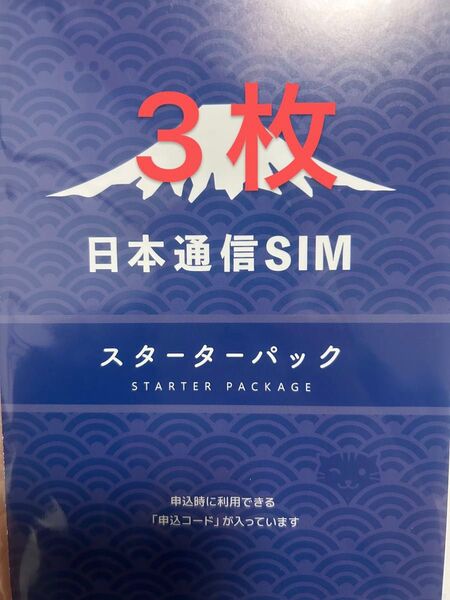 3枚
日本通信SIM
スターターパック
STARTER PACKAGE
申込時に利用できる
「申込コード」が入っています